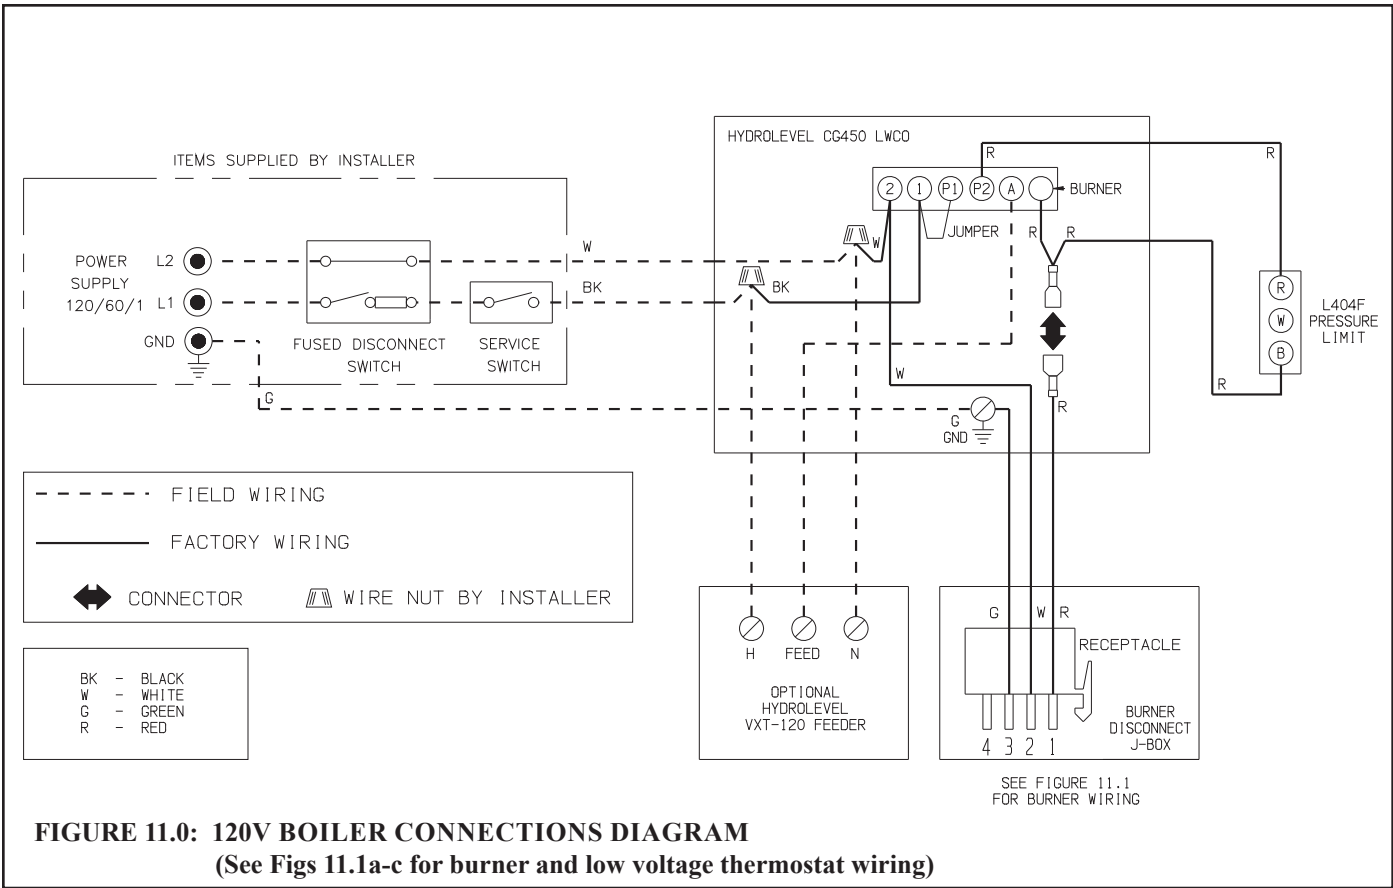 HYDROLEVEL CG450 LWCO
R
R
ITEMS SUPPLIED BY INSTALLER
2 1 P1 P2 A
BURNER
JUMPER
W
W
R R
POWER
SUPPLY
120/60/1
L2
L1
GND
BK
BK
FUSED DISCONNECT
SWITCH
SERVICE
SWITCH
R
W
B
L404F
PRESSURE
LIMIT
W
R
G
R
G
GND
FIELD WIRING
FACTORY WIRING
CONNECTOR
WIRE NUT BY INSTALLER
BK - BLACK
W - WHITE
G - GREEN
R - RED
H FEED N
OPTIONAL
HYDROLEVEL
VXT-120 FEEDER
G W R
RECEPTACLE
4 3 2 1
BURNER
DISCONNECT
J-BOX
SEE FIGURE 11.1
FOR BURNER WIRING
FIGURE 11.0: 120V BOILER CONNECTIONS DIAGRAM
(See Figs 11.1a-c for burner and low voltage thermostat wiring)